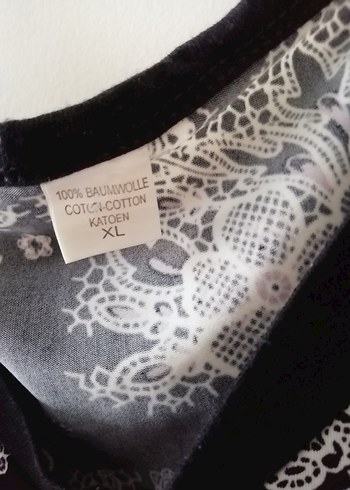 100% BAUMWOLLE
COTON-COTTON
KATOEN
XL